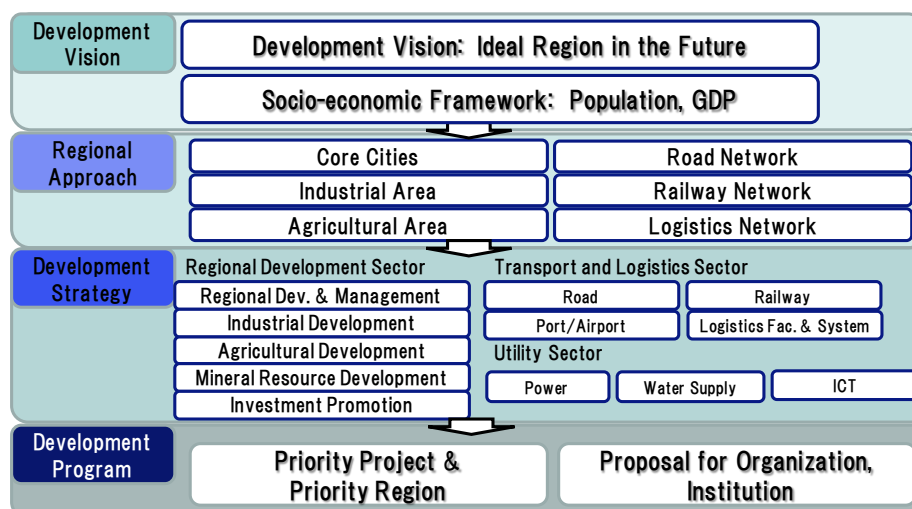 Development
Vision
Development Vision: Ideal Region in the Future
Socio-economic Framework: Population, GDP
Regional
Approach
Core Cities
Road Network
Industrial Area
Railway Network
Agricultural Area
Logistics Network
Development
Strategy
Regional Development Sector
Regional Dev. & Management
Industrial Development
Agricultural Development
Mineral Resource Development
Investment Promotion
Transport and Logistics Sector
Road
Railway
Port/Airport
Logistics Fac. & System
Utility Sector
Power
Water Supply
ICT
Development
Program
Priority Project &
Priority Region
Proposal for Organization,
Institution